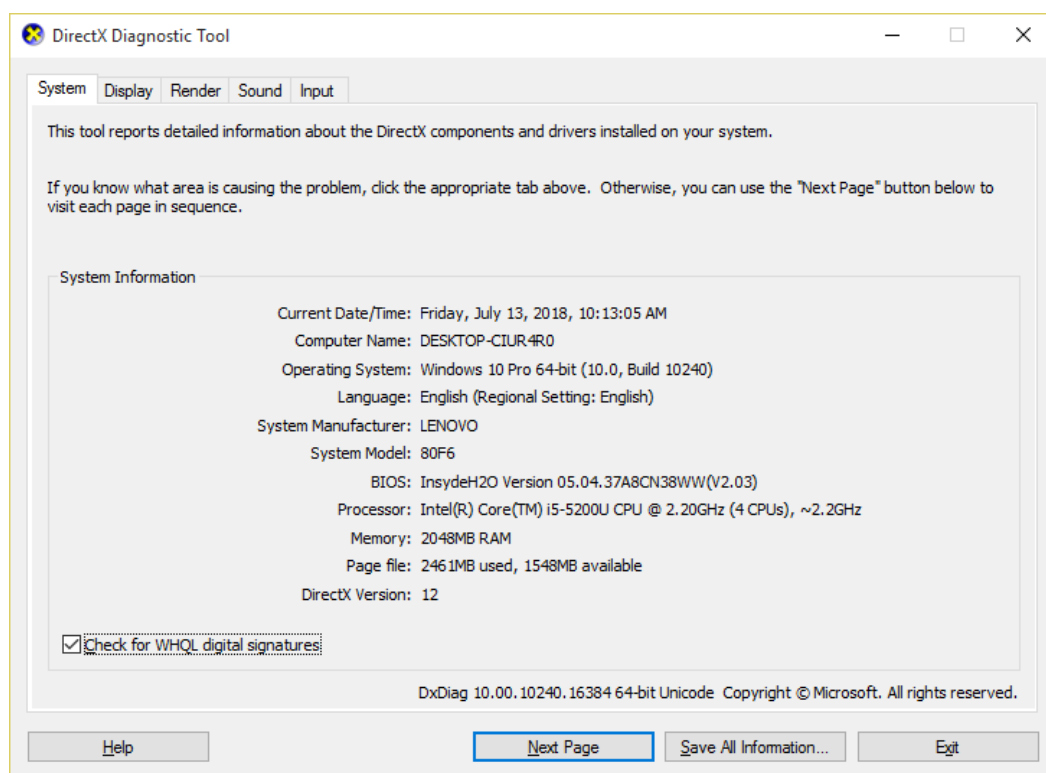 DirectX Diagnostic Tool
System Display Render Sound Input
This tool reports detailed information about the DirectX components and drivers installed on your system.
If you know what area is causing the problem, click the appropriate tab above. Otherwise, you can use the "Next Page" button below to
visit each page in sequence.
System Information
Current Date/Time: Friday, July 13, 2018, 10:13:05 AM
Computer Name: DESKTOP-CIUR4R0
Operating System: Windows 10 Pro 64-bit (10.0, Build 10240)
Language: English (Regional Setting: English)
System Manufacturer: LENOVO
System Model: 80F6
BIOS: InsydeH2O Version 05.04.37A8CN38WW(V2.03)
Processor: Intel(R) Core(TM) i5-5200U CPU @ 2.20GHz (4 CPUs), ~2.2GHz
Memory: 2048MB RAM
Page file: 2461MB used, 1548MB available
DirectX Version: 12
Check for WHQL digital signatures
DxDiag 10.00.10240.16384 64-bit Unicode Copyright © Microsoft. All rights reserved.
Help Next Page Save All Information... Exit